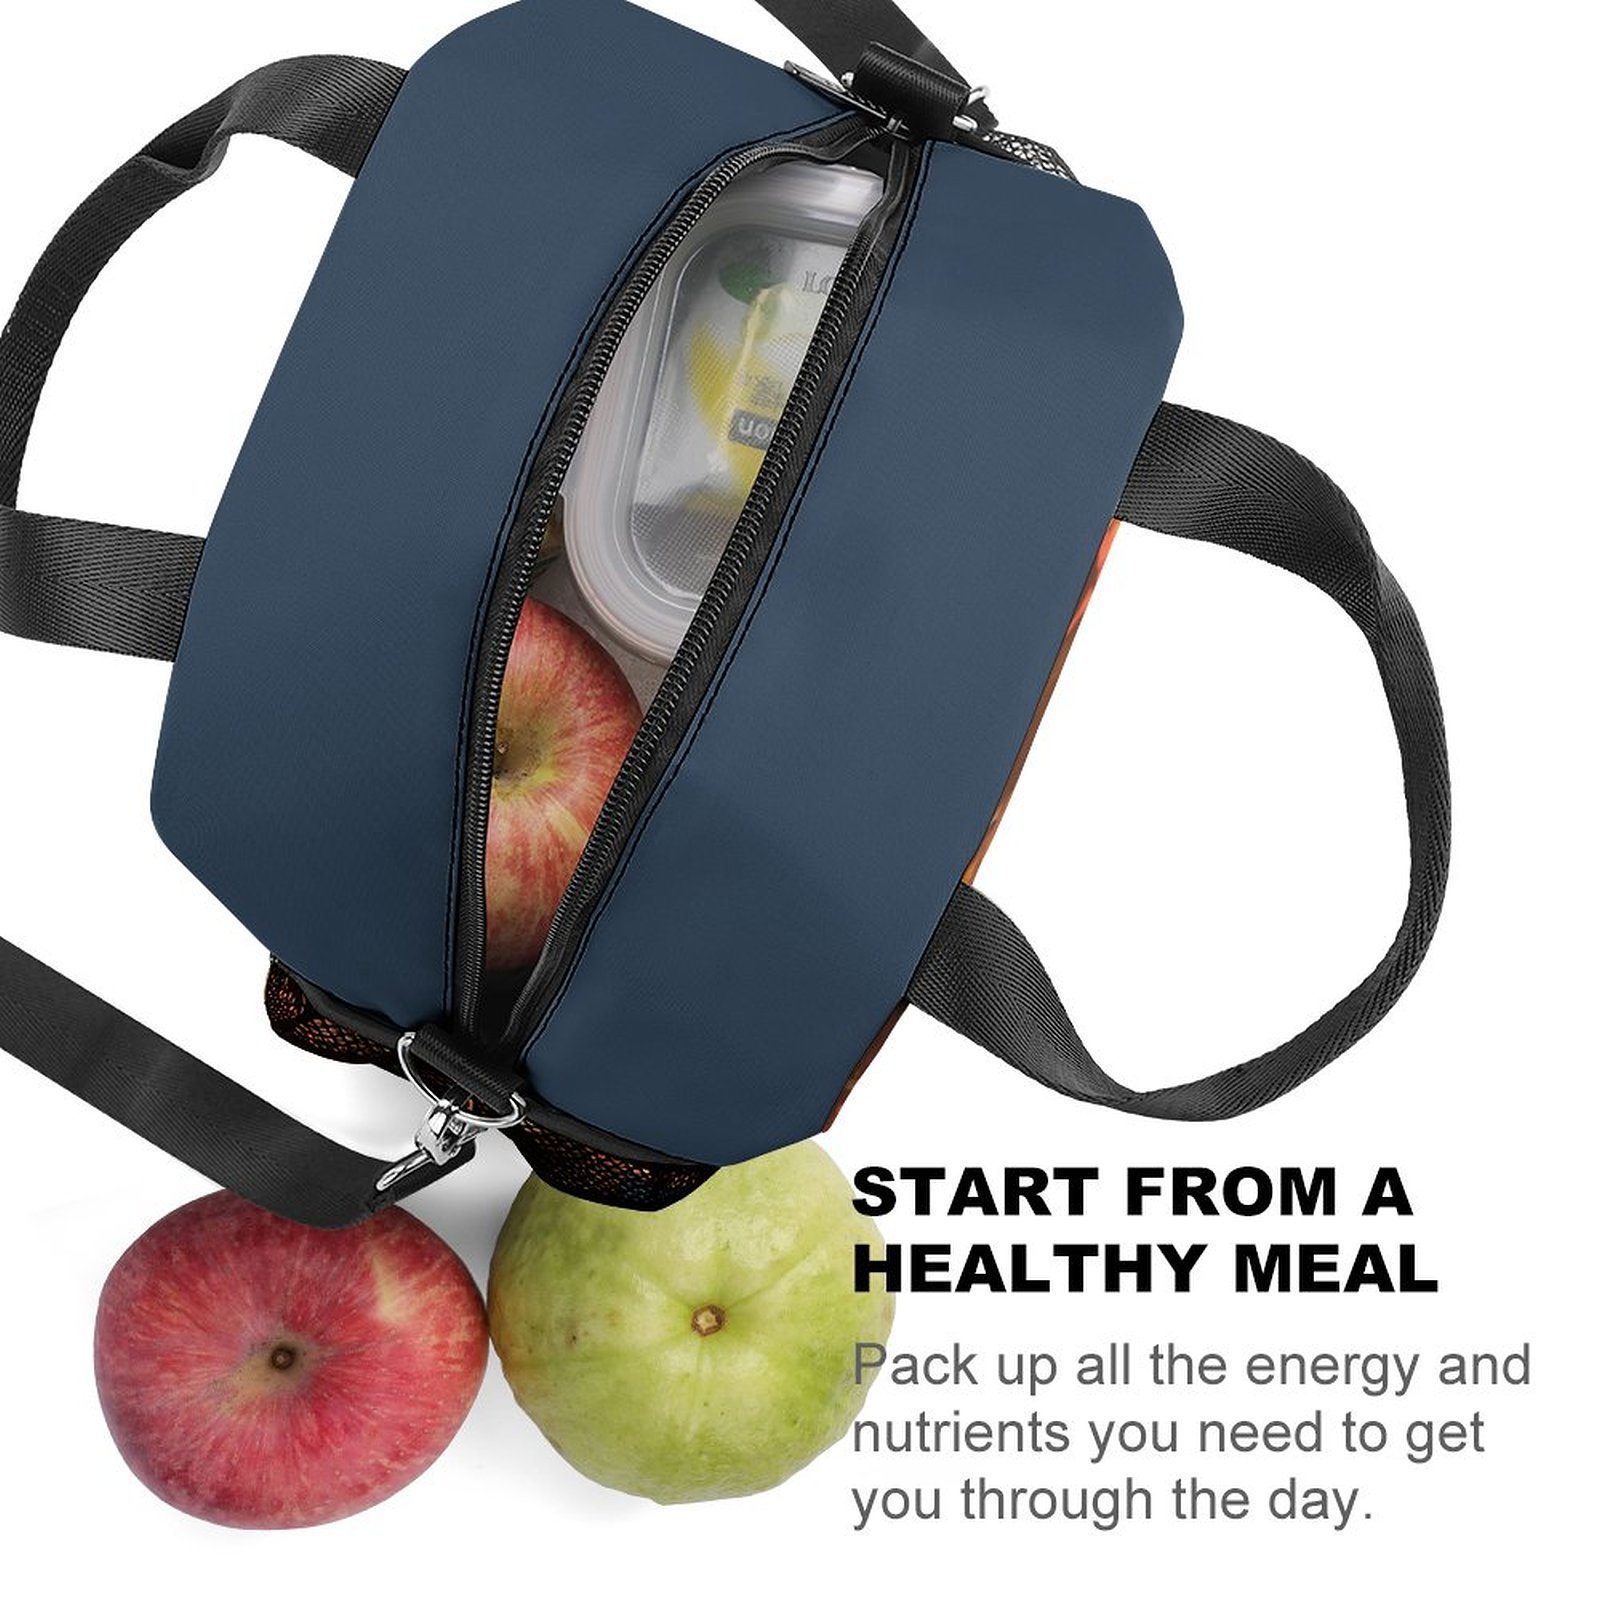 START FROM A
HEALTHY MEAL
Pack up all the energy and
nutrients you need to get
you through the day.